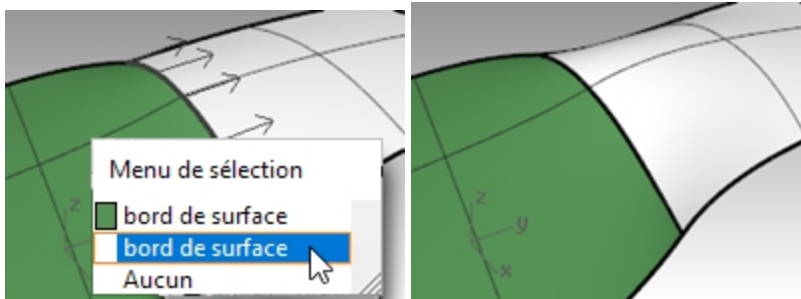 Menu de sélection
bord de surface
bord de surface
Aucun
z
z
y
x